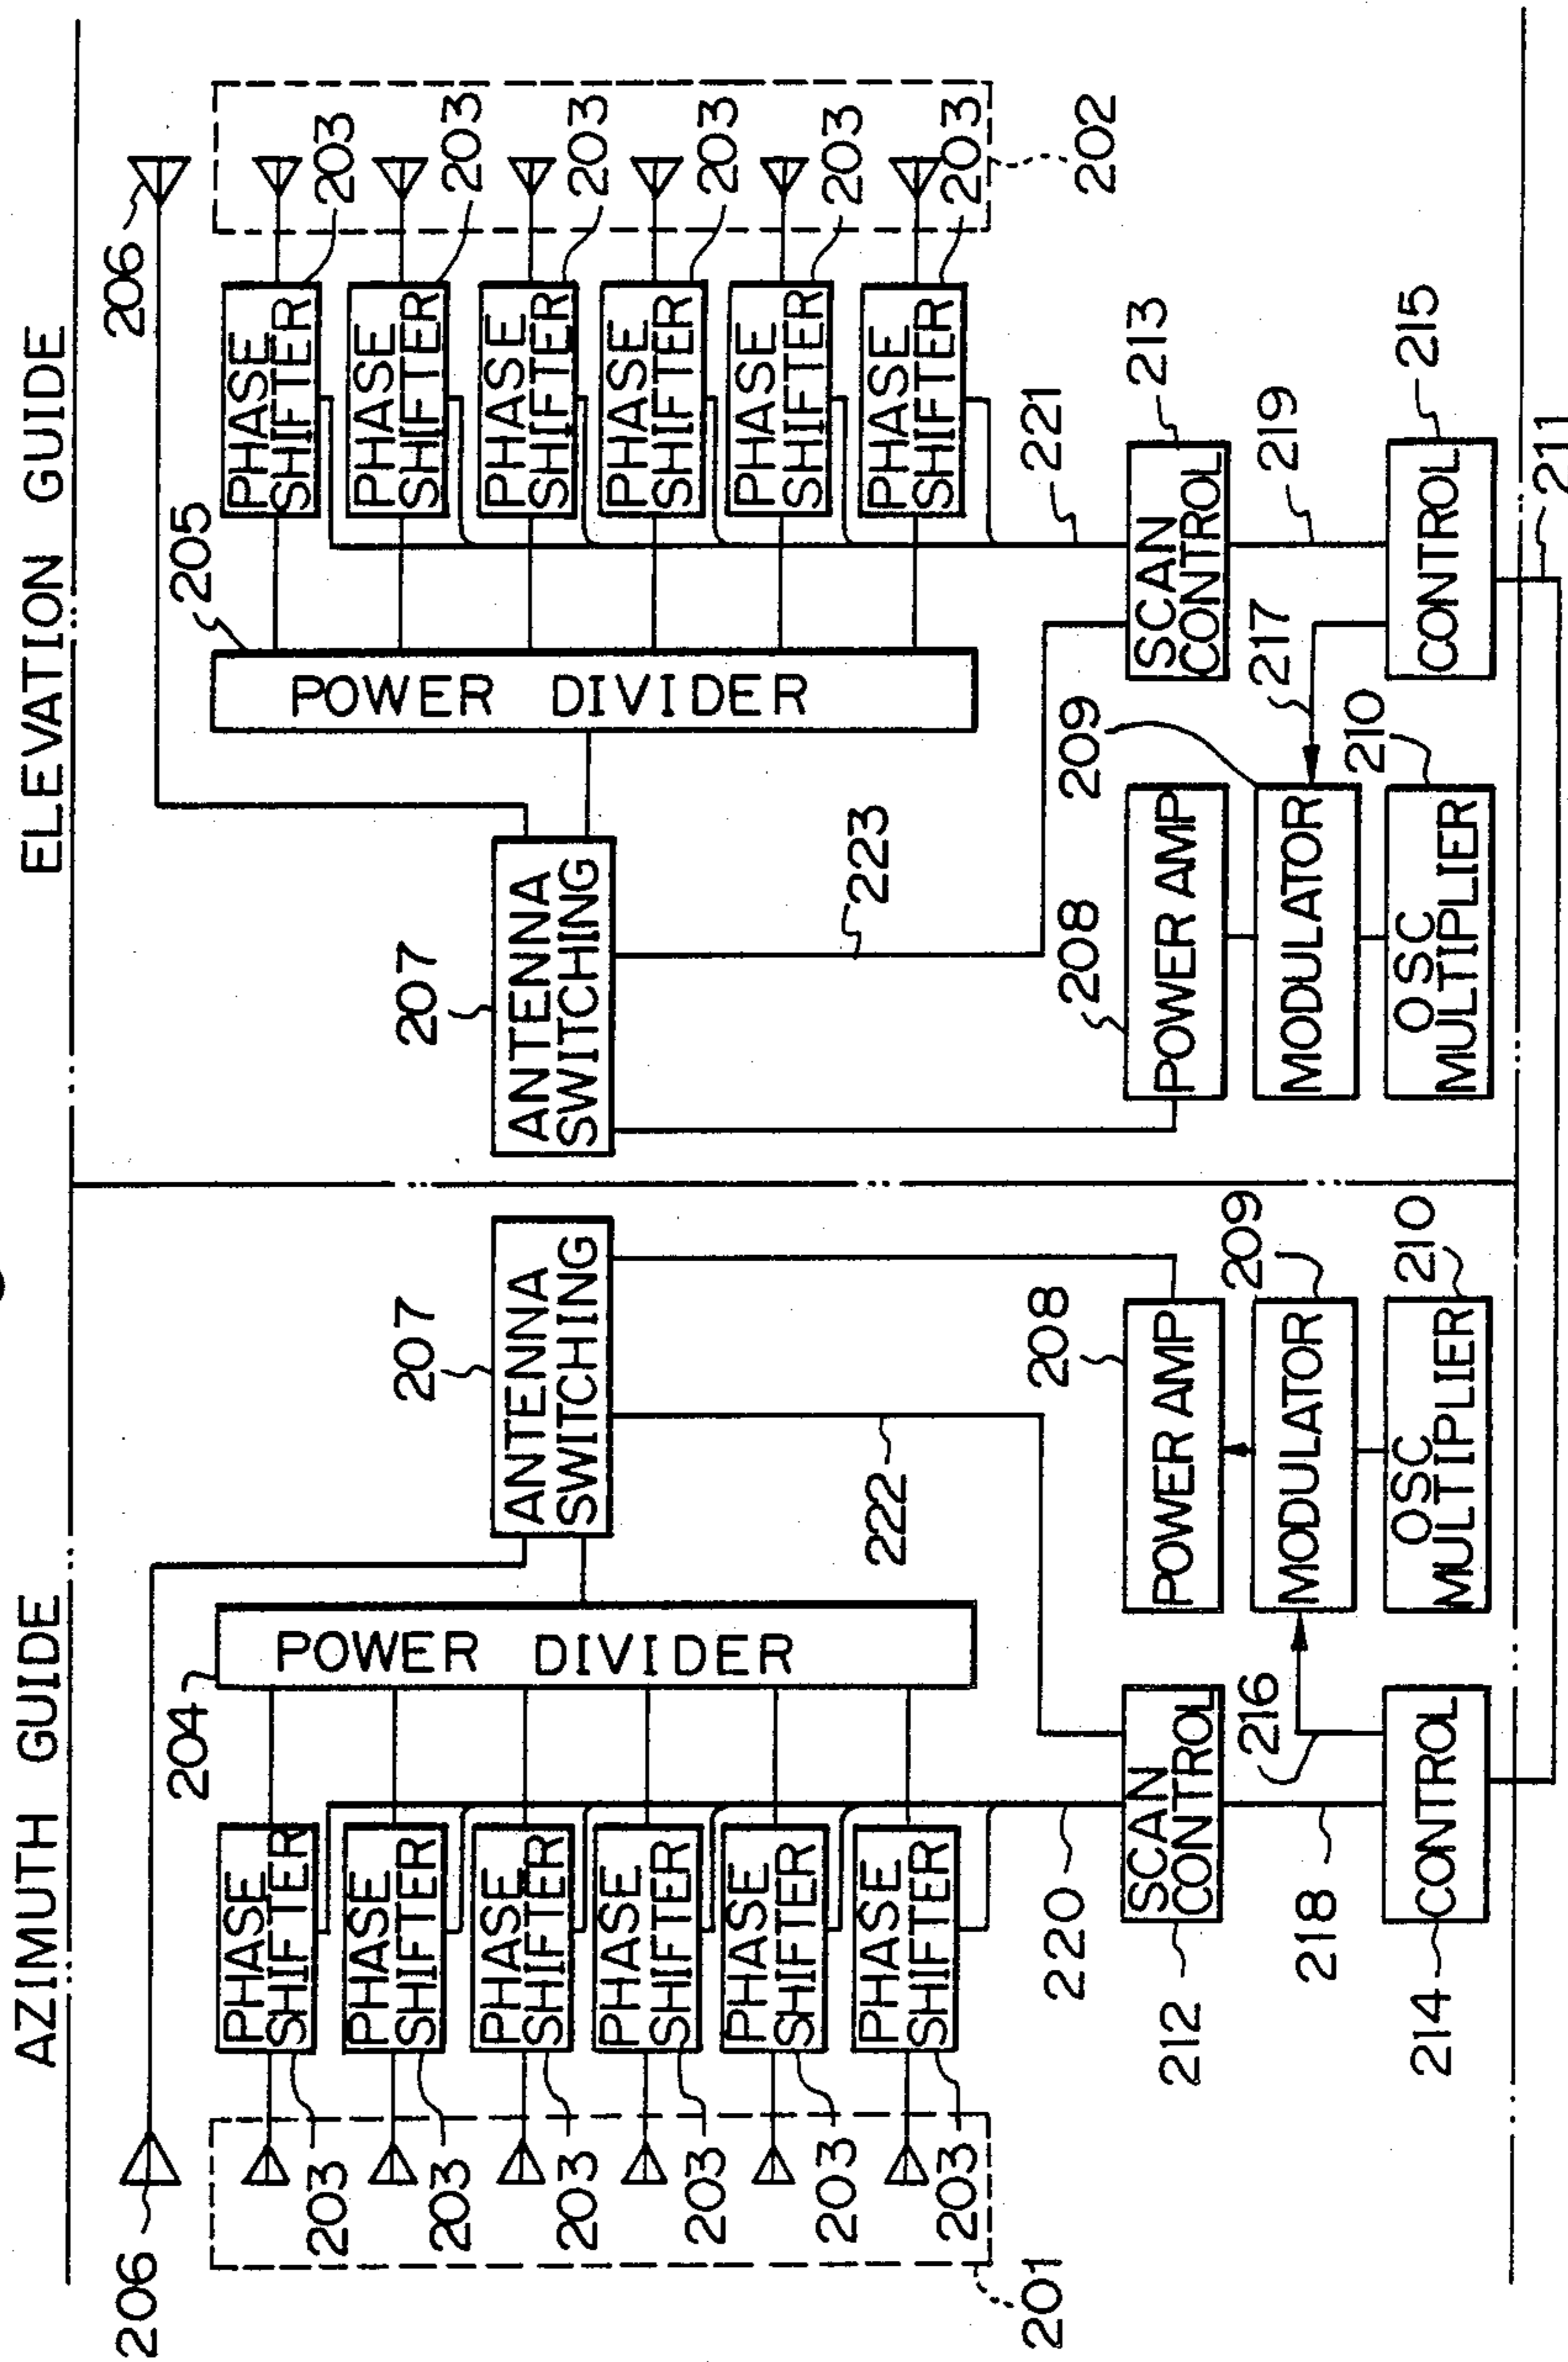 AZIMUTH GUIDE
ELEVATION GUIDE
206
206
203
PHASE
SHIFTER
203
PHASE
SHIFTER
203
PHASE
SHIFTER
203
PHASE
SHIFTER
203
PHASE
SHIFTER
203
PHASE
SHIFTER
201
204
POWER DIVIDER
207
ANTENNA
SWITCHING
207
ANTENNA
SWITCHING
205
POWER DIVIDER
PHASE
SHIFTER
203
PHASE
SHIFTER
203
PHASE
SHIFTER
203
PHASE
SHIFTER
203
PHASE
SHIFTER
203
PHASE
SHIFTER
203
202
220
222
223
221
212
SCAN
CONTROL
208
POWER AMP
208
POWER AMP
SCAN
CONTROL
213
218
216
209
MODULATOR
209
MODULATOR
217
219
214
CONTROL
210
OSC
MULTIPLIER
210
OSC
MULTIPLIER
CONTROL
215
211